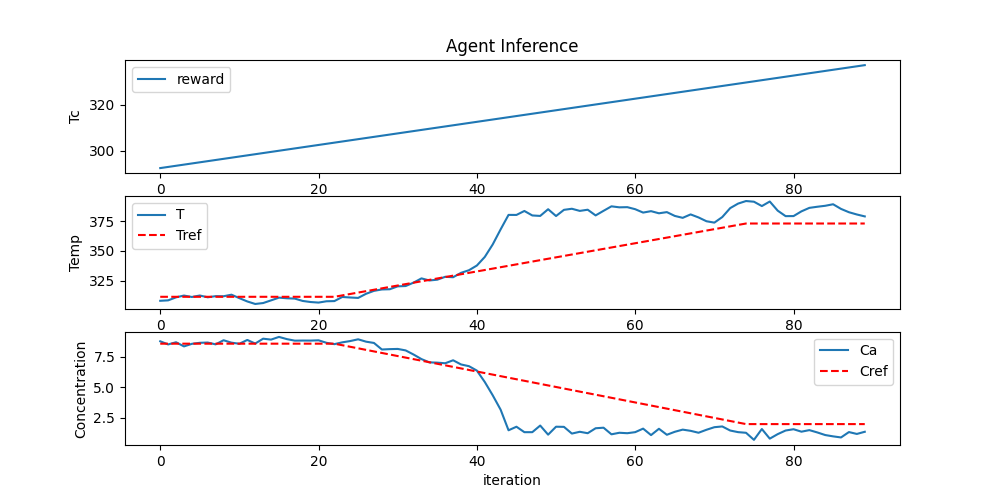 Agent Inference
reward
Tc
320
300
0 20 40 60 80
T
Tref
Temp
375
350
325
0 20 40 60 80
Ca
Cref
Concentration
7.5
5.0
2.5
0 20 40 60 80
iteration